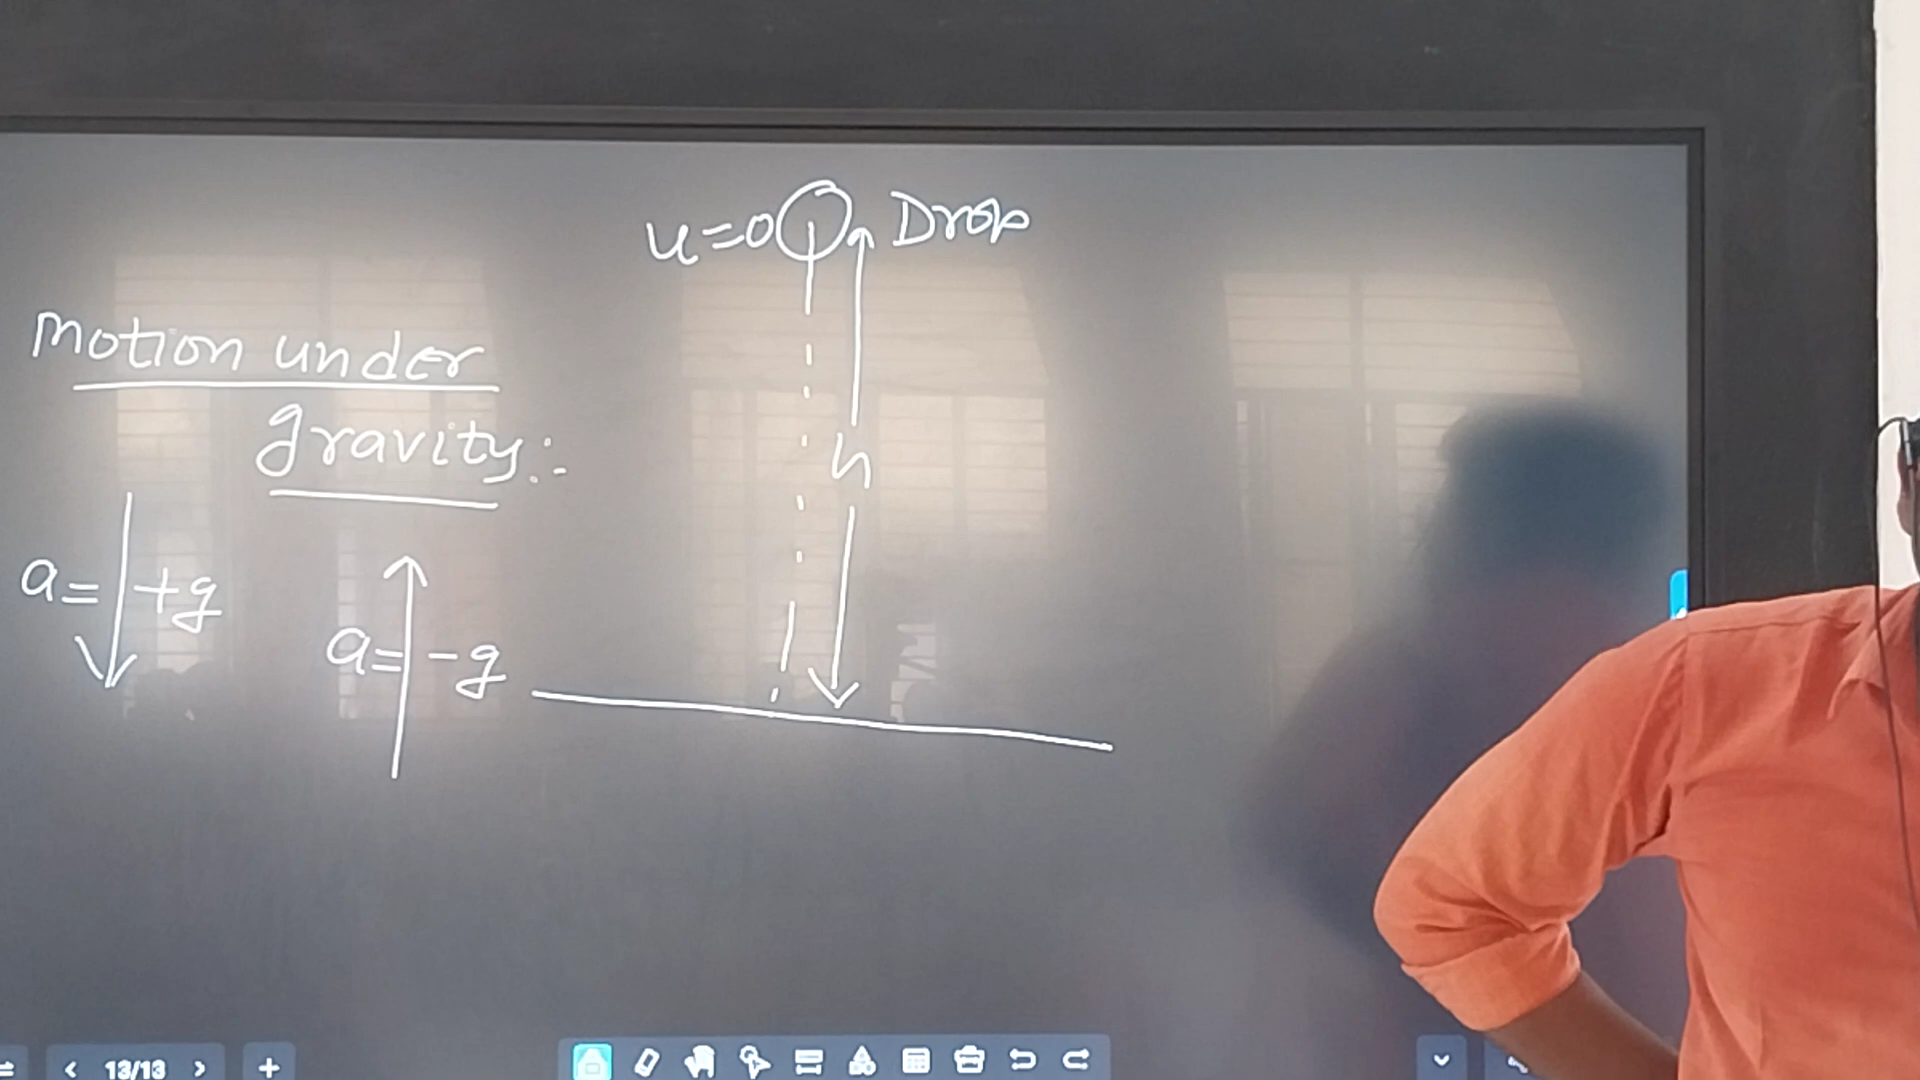 Motion under
gravity:-
a= +g
a= -g
u=0 Drop
h
13/13